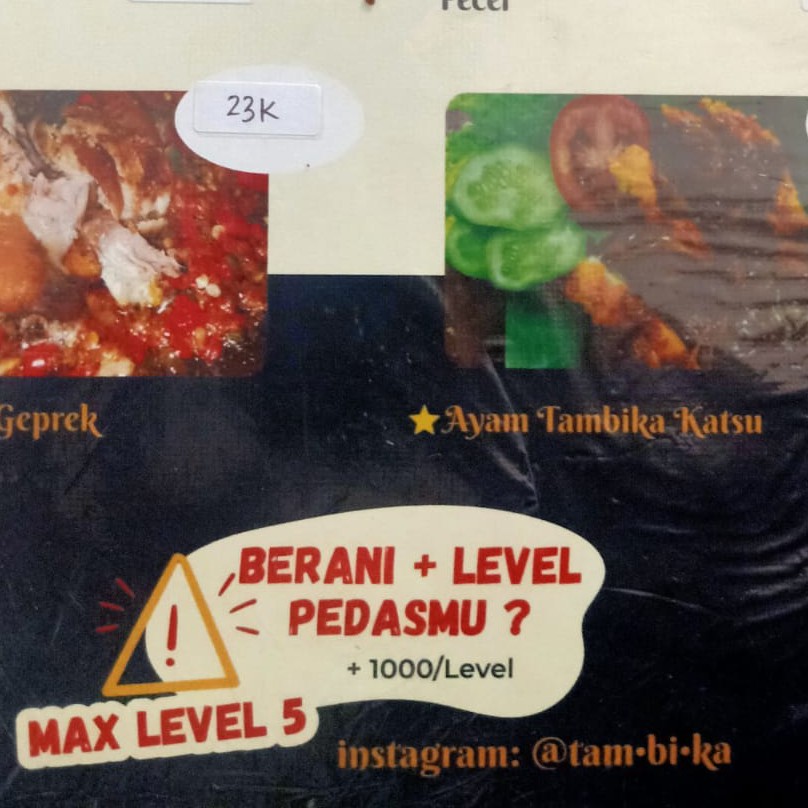 Pecel
23K
Geprek
Ayam Tambika Katsu
BERANI + LEVEL
PEDASMU ?
+ 1000/Level
MAX LEVEL 5
instagram: @tam•bi•ka